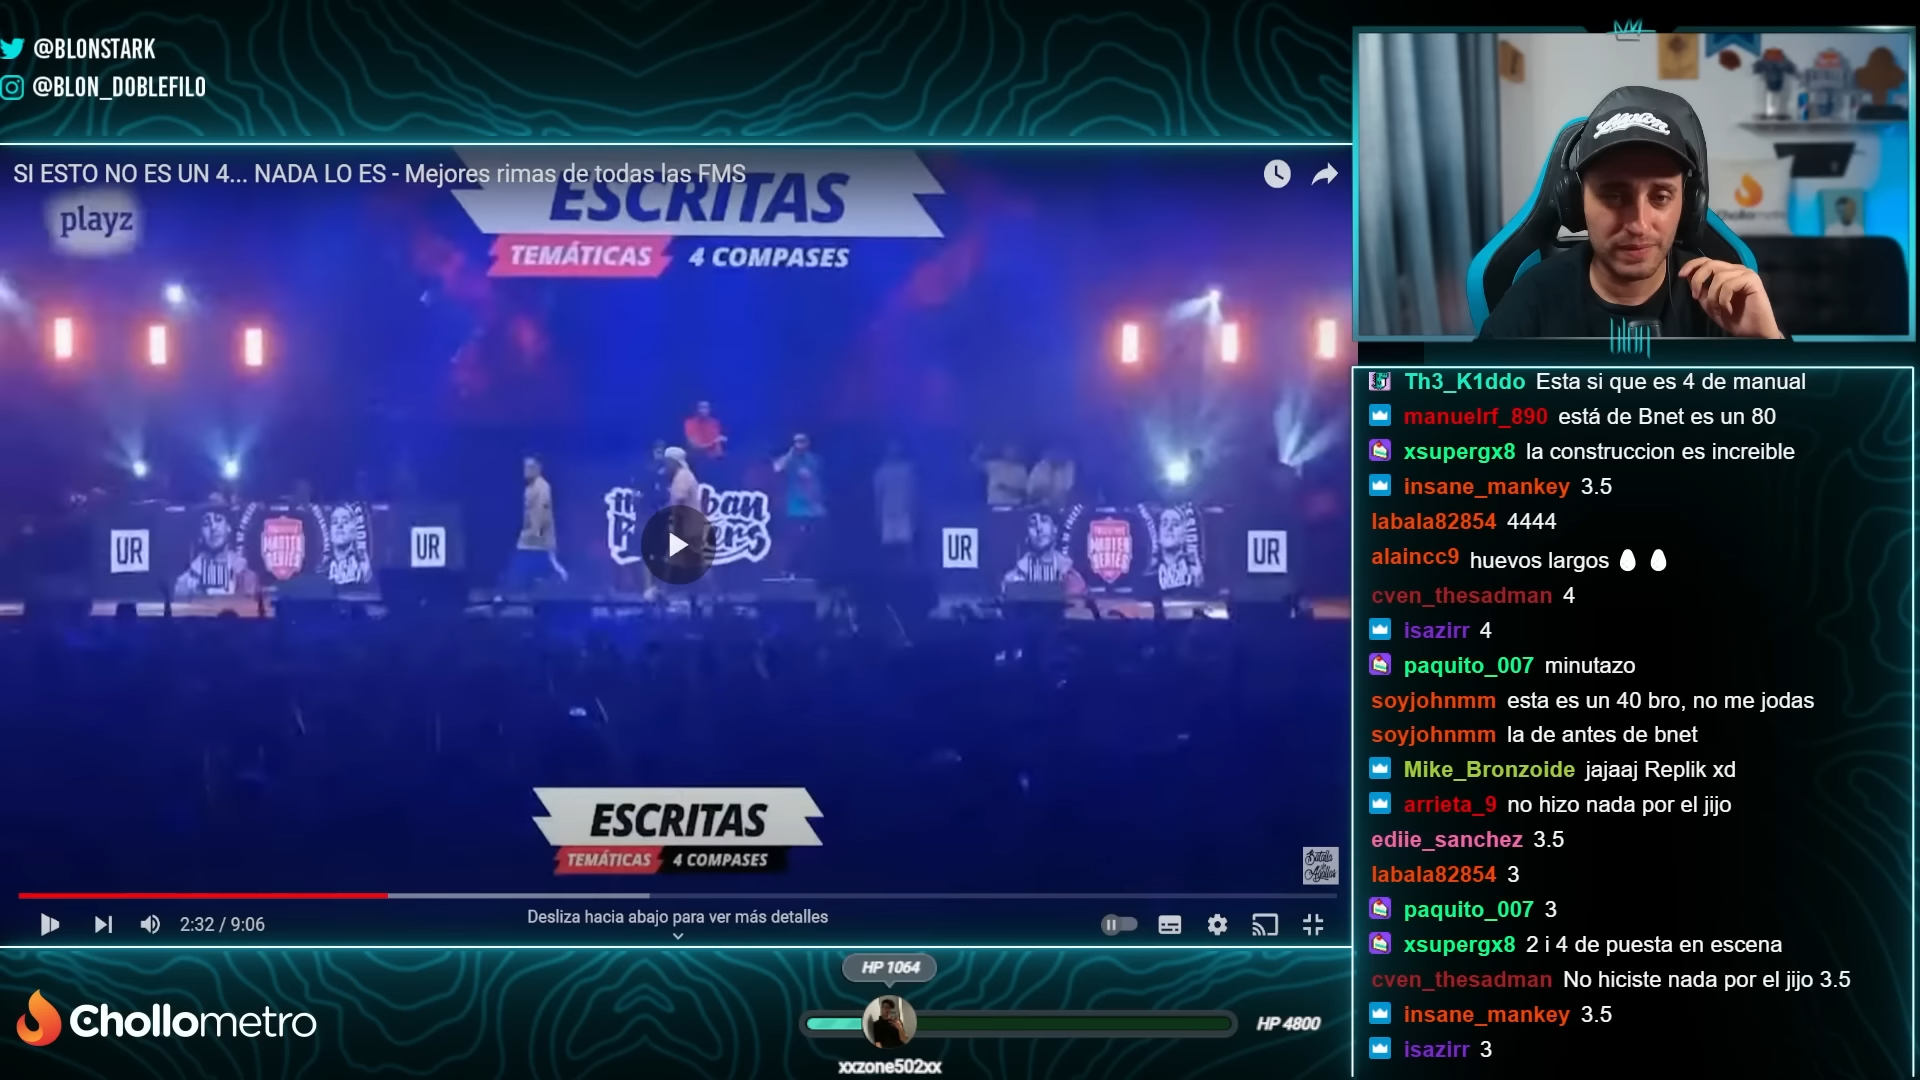 @BLONSTARK
@BLON_DOBLEFILO
SI ESTO NO ES UN 4... NADA LO ES - Mejores rimas de todas las FMS
playz
ESCRITAS
TEMÁTICAS 4 COMPASES
UR
UR
UR
UR
ESCRITAS
TEMÁTICAS 4 COMPASES
Batalla de Gallos
2:32 / 9:06
Desliza hacia abajo para ver más detalles
HP 1064
Chollometro
HP 4800
xxzone502xx
Chollometro
Th3_K1ddo Esta si que es 4 de manual
manuelrf_890 está de Bnet es un 80
xsupergx8 la construccion es increible
insane_mankey 3.5
labala82854 4444
alaincc9 huevos largos
cven_thesadman 4
isazirr 4
paquito_007 minutazo
soyjohnmm esta es un 40 bro, no me jodas
soyjohnmm la de antes de bnet
Mike_Bronzoide jajaaj Replik xd
arrieta_9 no hizo nada por el jijo
ediie_sanchez 3.5
labala82854 3
paquito_007 3
xsupergx8 2 i 4 de puesta en escena
cven_thesadman No hiciste nada por el jijo 3.5
insane_mankey 3.5
isazirr 3